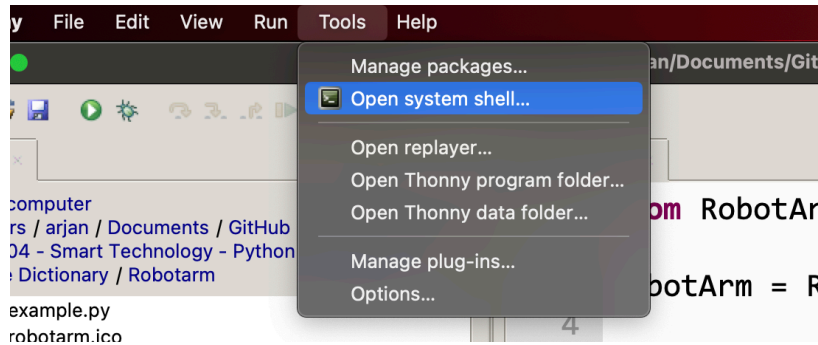 y File Edit View Run Tools Help
an/Documents/Git
Manage packages...
Open system shell...
Open replayer...
Open Thonny program folder...
Open Thonny data folder...
Manage plug-ins...
Options...
computer
rs / arjan / Documents / GitHub
04 - Smart Technology - Python
e Dictionary / Robotarm
example.py
robotarm.ico
om RobotAr
botArm = R
4